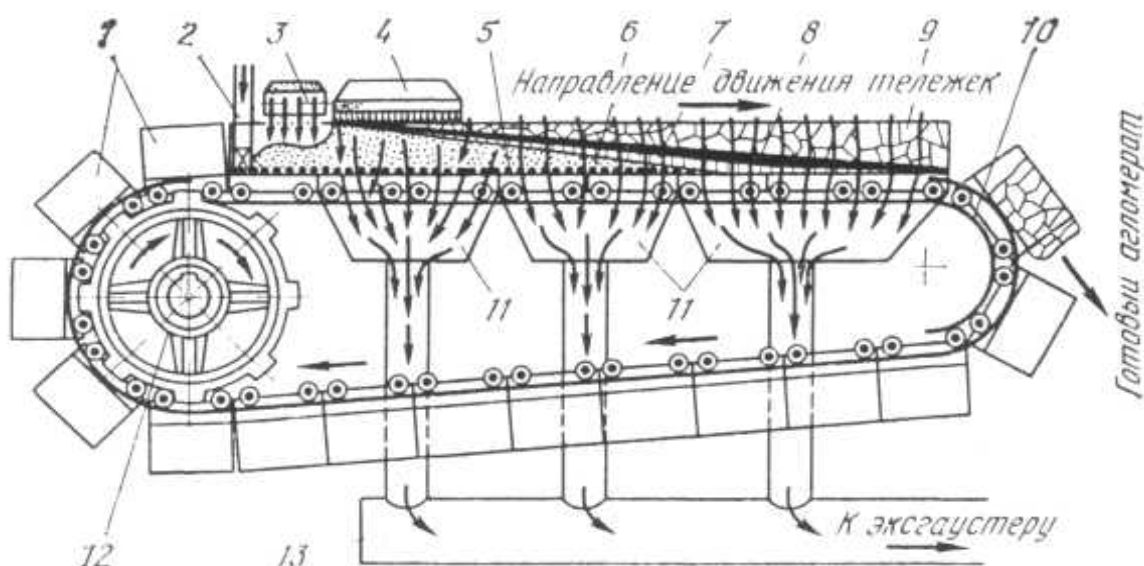 1 2 3 4 5 6 7 8 9 10
Направление движения тележек
Готовый агломерат
11 11
К эксгаустеру
12 13